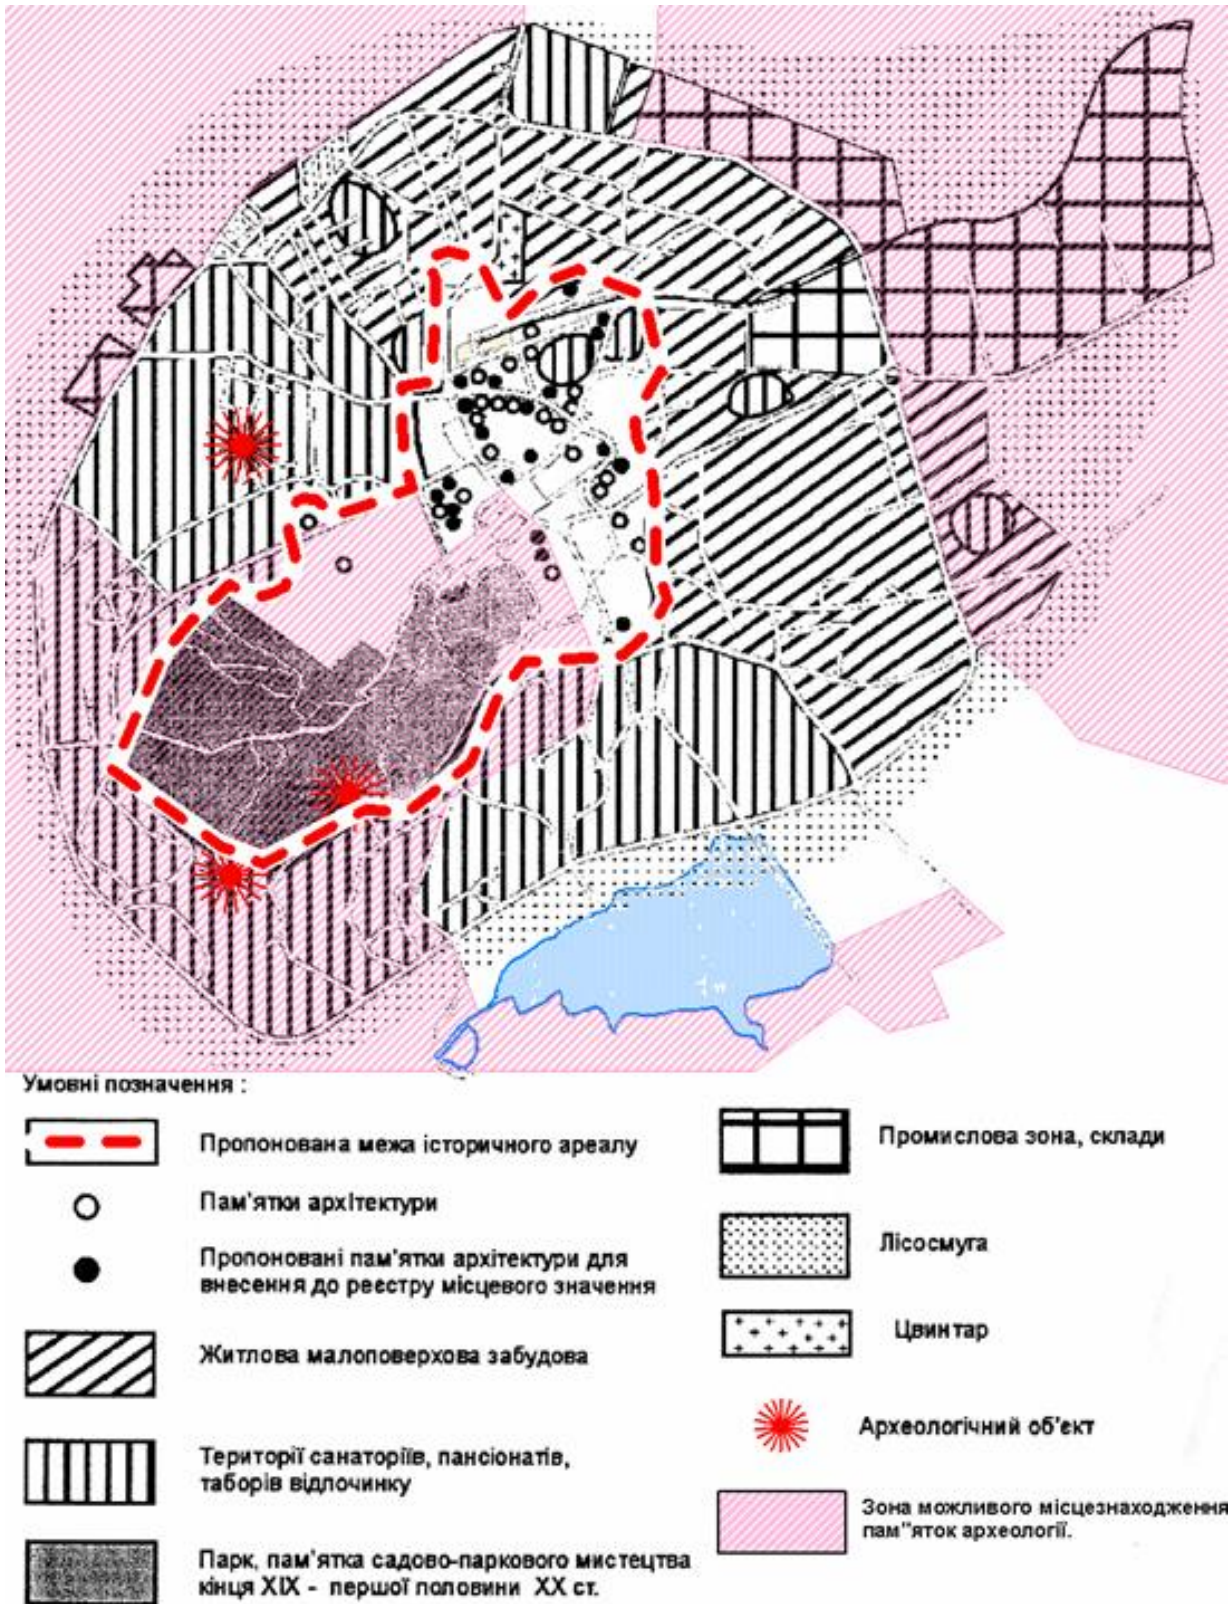 Умовні позначення :
Пропонована межа історичного ареалу
Пам'ятки архітектури
Пропоновані пам'ятки архітектури для
внесення до реєстру місцевого значення
Житлова малоповерхова забудова
Території санаторіїв, пансіонатів,
таборів відпочинку
Парк, пам'ятка садово-паркового мистецтва
кінця XIX - першої половини XX ст.
Промислова зона, склади
Лісосмуга
Цвинтар
Археологічний об'єкт
Зона можливого місцезнаходження
пам"яток археології.